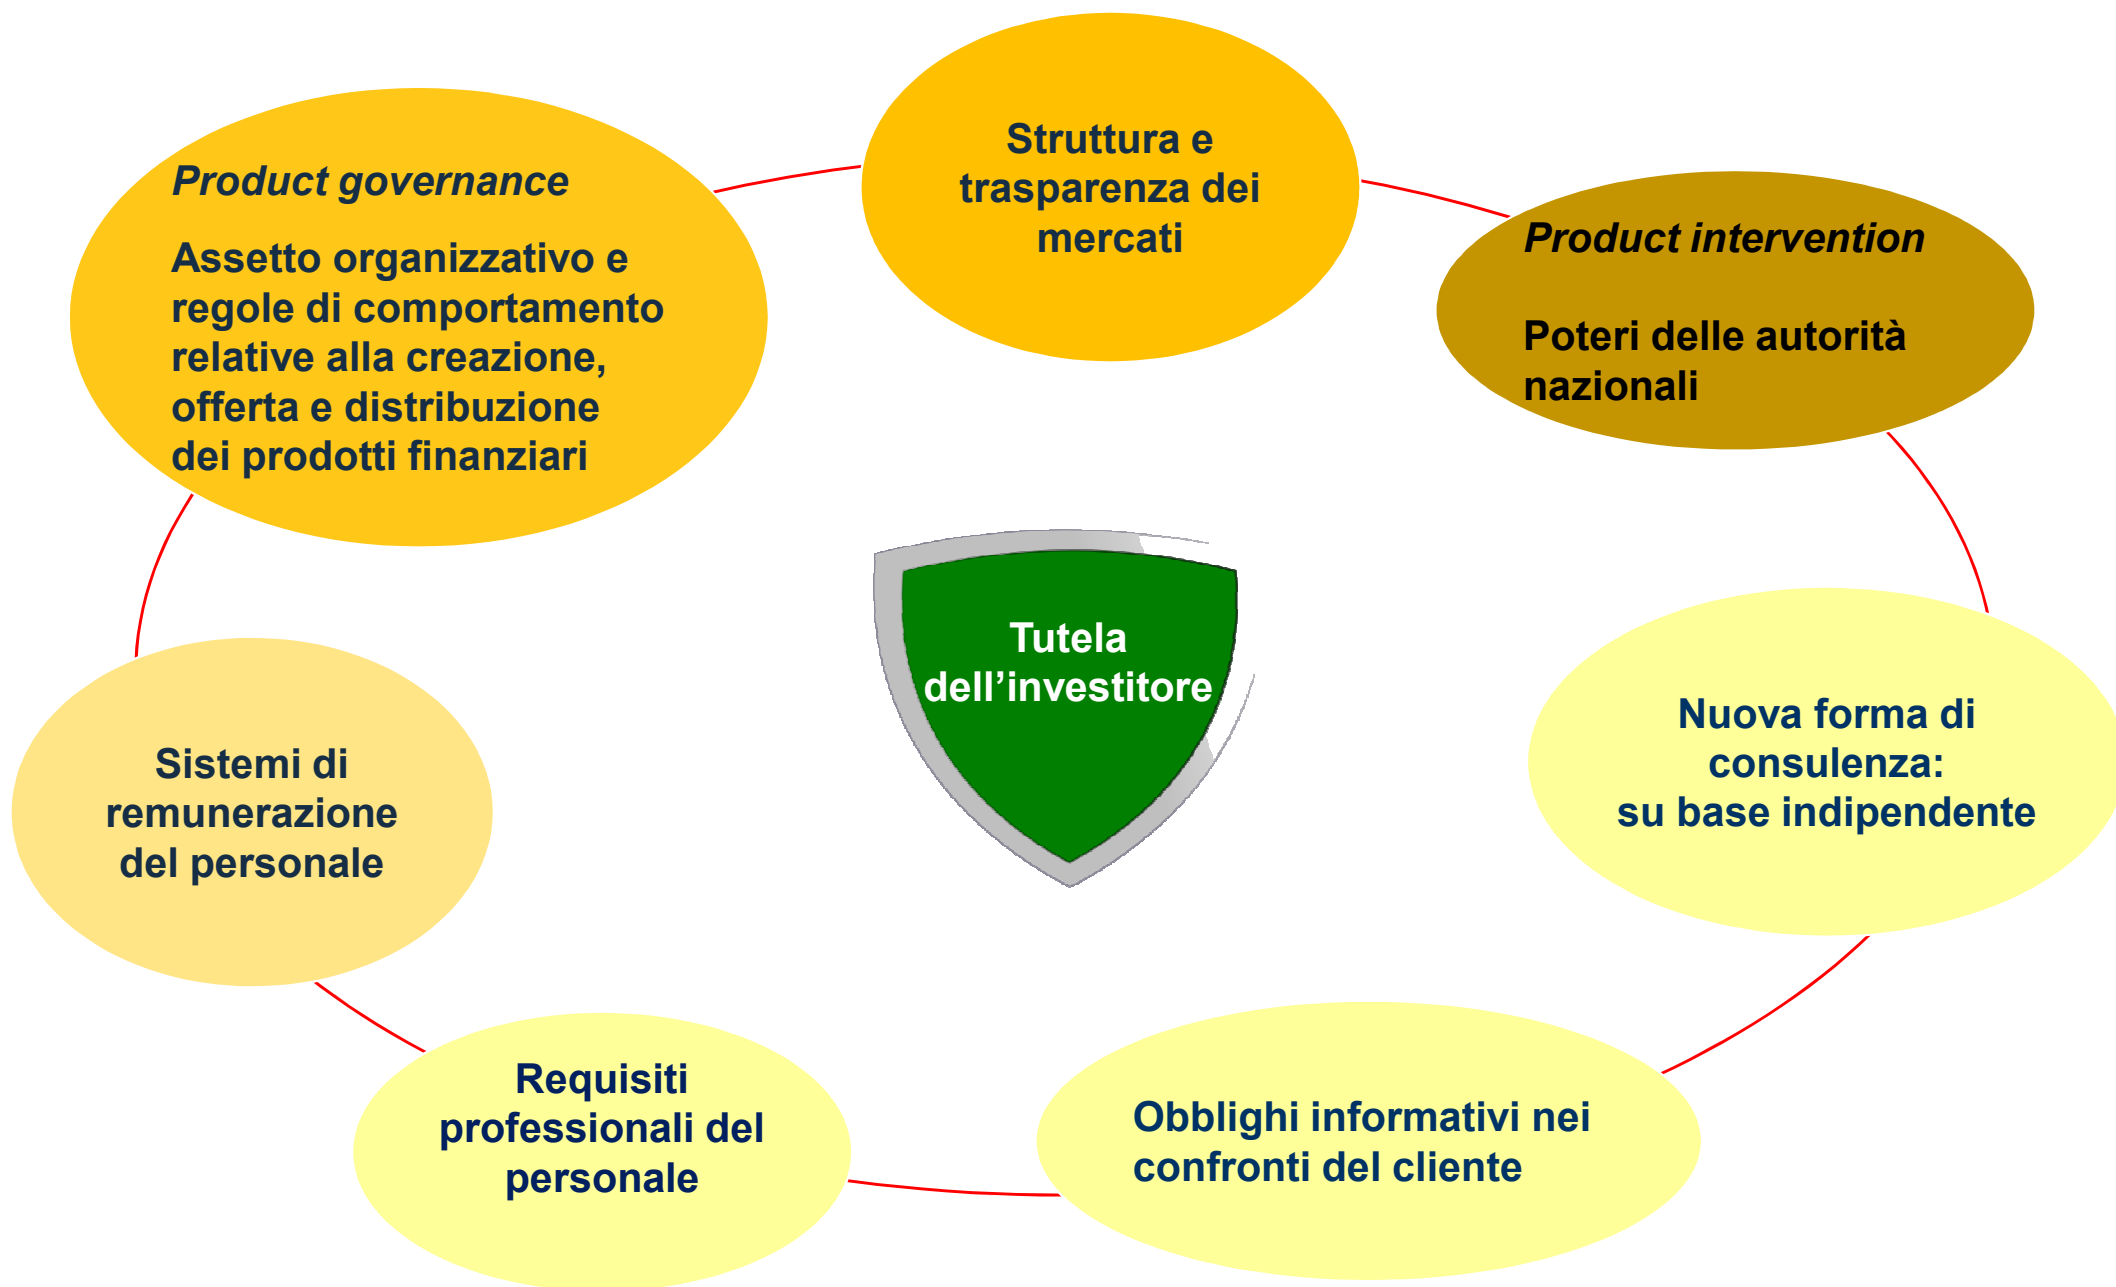 Struttura e
trasparenza dei
mercati
Product governance
Assetto organizzativo e
regole di comportamento
relative alla creazione,
offerta e distribuzione
dei prodotti finanziari
Product intervention
Poteri delle autorità
nazionali
Tutela
dell’investitore
Sistemi di
remunerazione
del personale
Nuova forma di
consulenza:
su base indipendente
Requisiti
professionali del
personale
Obblighi informativi nei
confronti del cliente